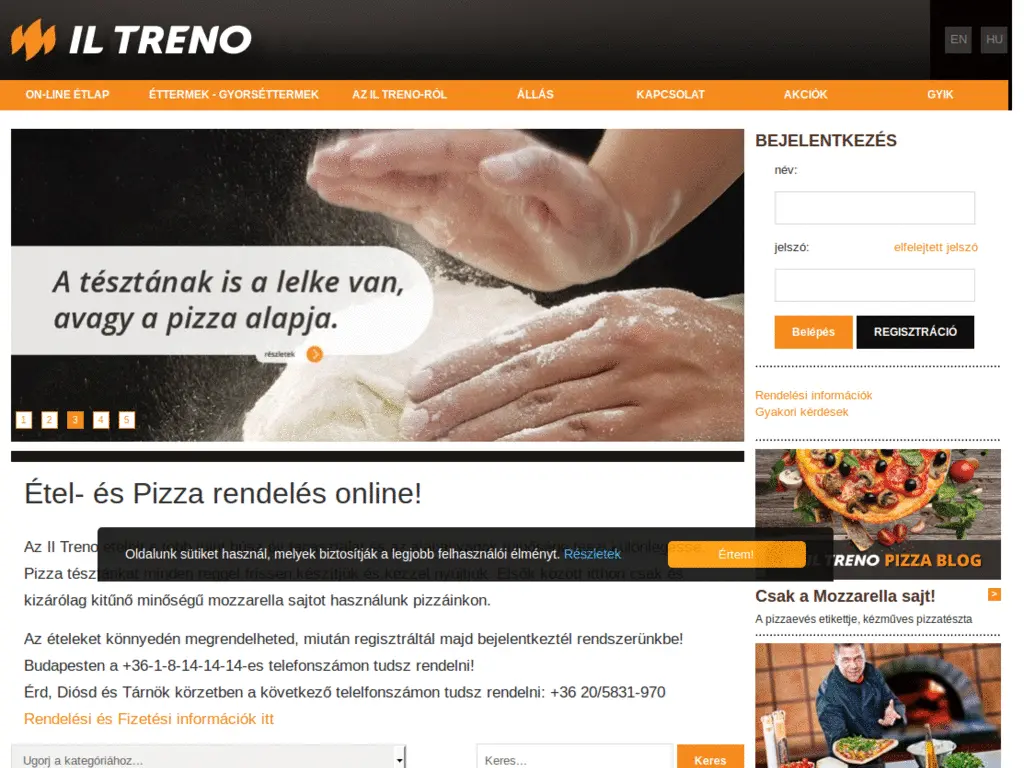 IL TRENO
EN HU
ON-LINE ÉTLAP ÉTTERMEK - GYORSÉTTERMEK AZ IL TRENO-RÓL ÁLLÁS KAPCSOLAT AKCIÓK GYIK
A tésztának is a lelke van,
avagy a pizza alapja.
részletek
1 2 3 4 5
BEJELENTKEZÉS
név:
jelszó: elfelejtett jelszó
Belépés REGISZTRÁCIÓ
Rendelési információk
Gyakori kérdések
IL TRENO PIZZA BLOG
Csak a Mozzarella sajt! >
A pizzaevés etikettje, kézműves pizzatészta
Étel- és Pizza rendelés online!
Az Il Treno
Oldalunk sütiket használ, melyek biztosítják a legjobb felhasználói élményt. Részletek Értem!
Pizza tésztánkat minden reggel frissen készítjük és kézzel nyújtjuk. Elsők között itthon csak és
kizárólag kitűnő minőségű mozzarella sajtot használunk pizzáinkon.
Az ételeket könnyedén megrendelheted, miután regisztráltál majd bejelentkeztél rendszerünkbe!
Budapesten a +36-1-8-14-14-14-es telefonszámon tudsz rendelni!
Érd, Diósd és Tárnök körzetben a következő telelfonszámon tudsz rendelni: +36 20/5831-970
Rendelési és Fizetési információk itt
Ugorj a kategóriához... Keres... Keres